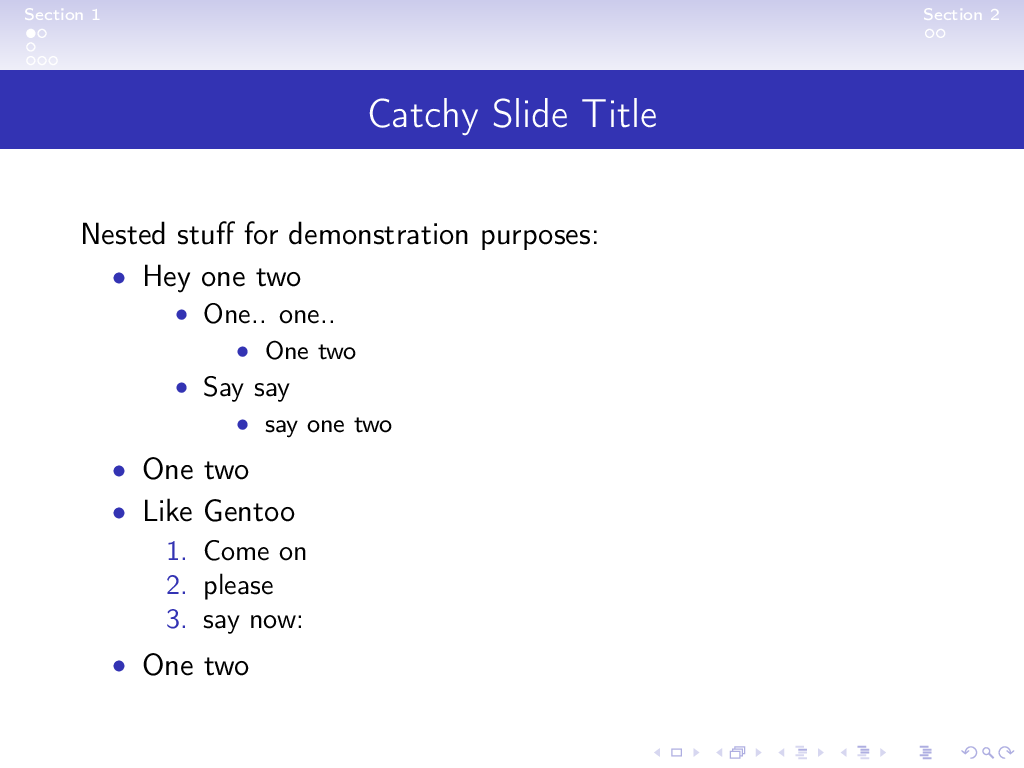 Section 1
Section 2
Catchy Slide Title
Nested stuff for demonstration purposes:
• Hey one two
• One.. one..
• One two
• Say say
• say one two
• One two
• Like Gentoo
1. Come on
2. please
3. say now:
• One two